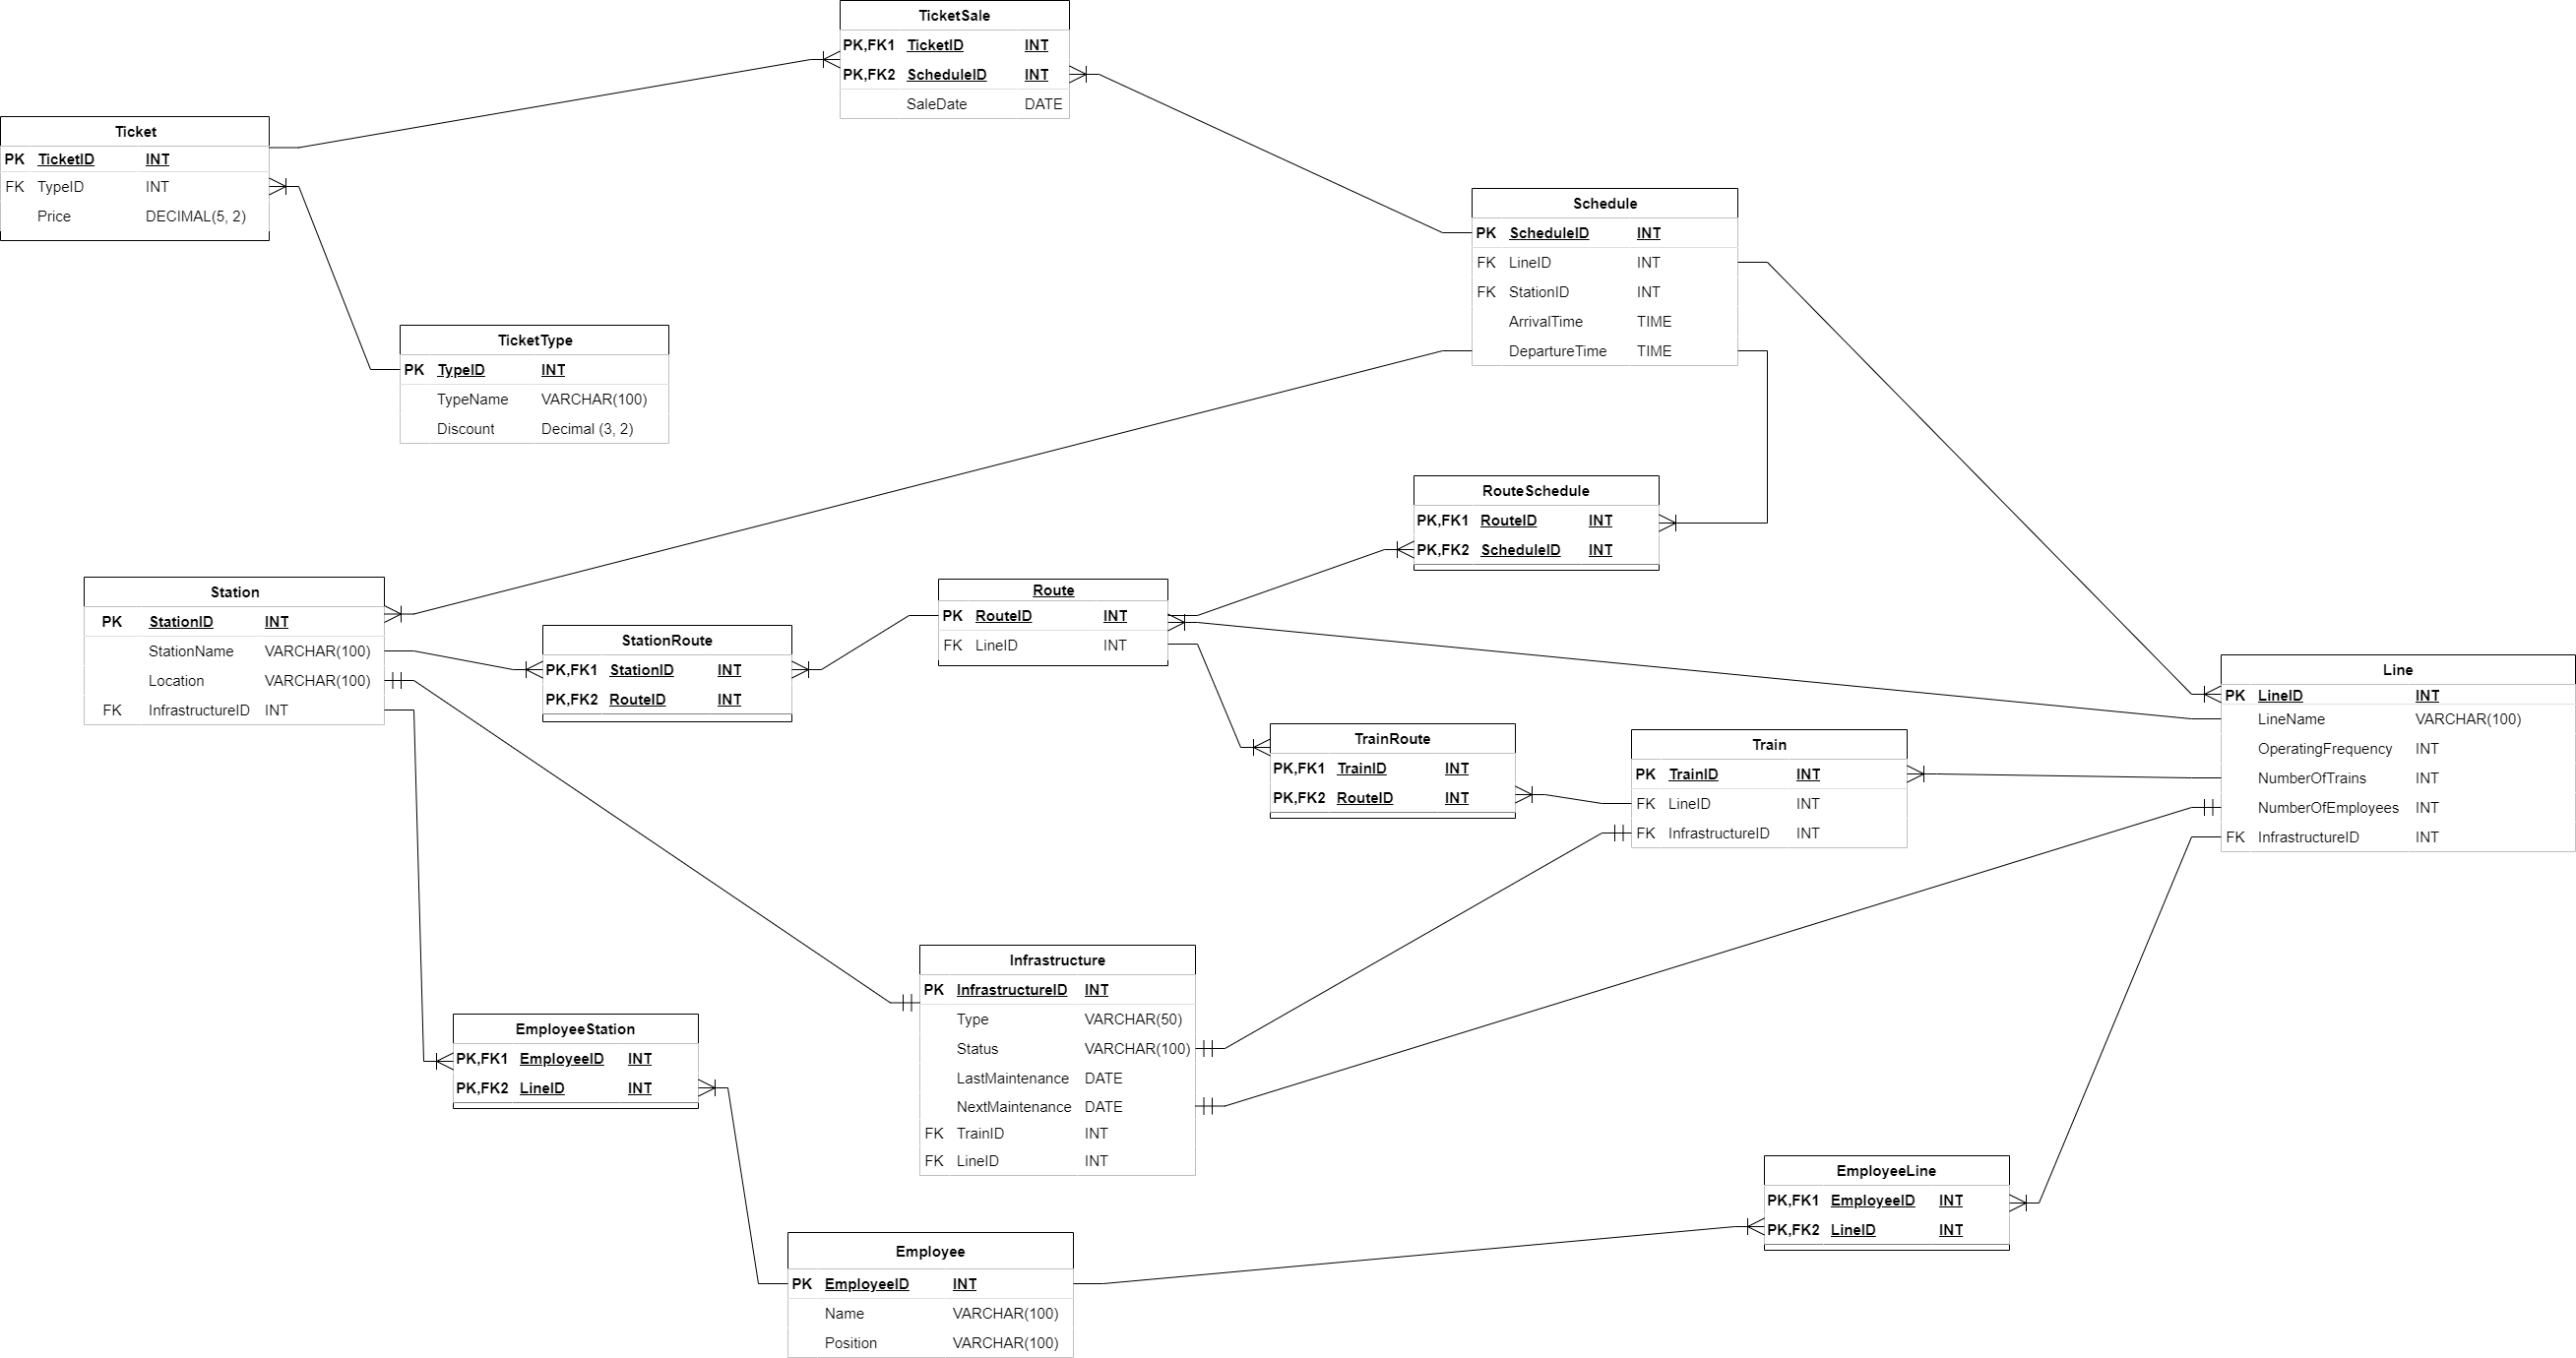 TicketSale
PK,FK1 TicketID INT
PK,FK2 ScheduleID INT
SaleDate DATE
Ticket
PK TicketID INT
FK TypeID INT
Price DECIMAL(5, 2)
Schedule
PK ScheduleID INT
FK LineID INT
FK StationID INT
ArrivalTime TIME
DepartureTime TIME
TicketType
PK TypeID INT
TypeName VARCHAR(100)
Discount Decimal (3, 2)
RouteSchedule
PK,FK1 RouteID INT
PK,FK2 ScheduleID INT
Station
PK StationID INT
StationName VARCHAR(100)
Location VARCHAR(100)
FK InfrastructureID INT
StationRoute
PK,FK1 StationID INT
PK,FK2 RouteID INT
Route
PK RouteID INT
FK LineID INT
Line
PK LineID INT
LineName VARCHAR(100)
OperatingFrequency INT
NumberOfTrains INT
NumberOfEmployees INT
FK InfrastructureID INT
TrainRoute
PK,FK1 TrainID INT
PK,FK2 RouteID INT
Train
PK TrainID INT
FK LineID INT
FK InfrastructureID INT
Infrastructure
PK InfrastructureID INT
Type VARCHAR(50)
Status VARCHAR(100)
LastMaintenance DATE
NextMaintenance DATE
FK TrainID INT
FK LineID INT
EmployeeStation
PK,FK1 EmployeeID INT
PK,FK2 LineID INT
EmployeeLine
PK,FK1 EmployeeID INT
PK,FK2 LineID INT
Employee
PK EmployeeID INT
Name VARCHAR(100)
Position VARCHAR(100)